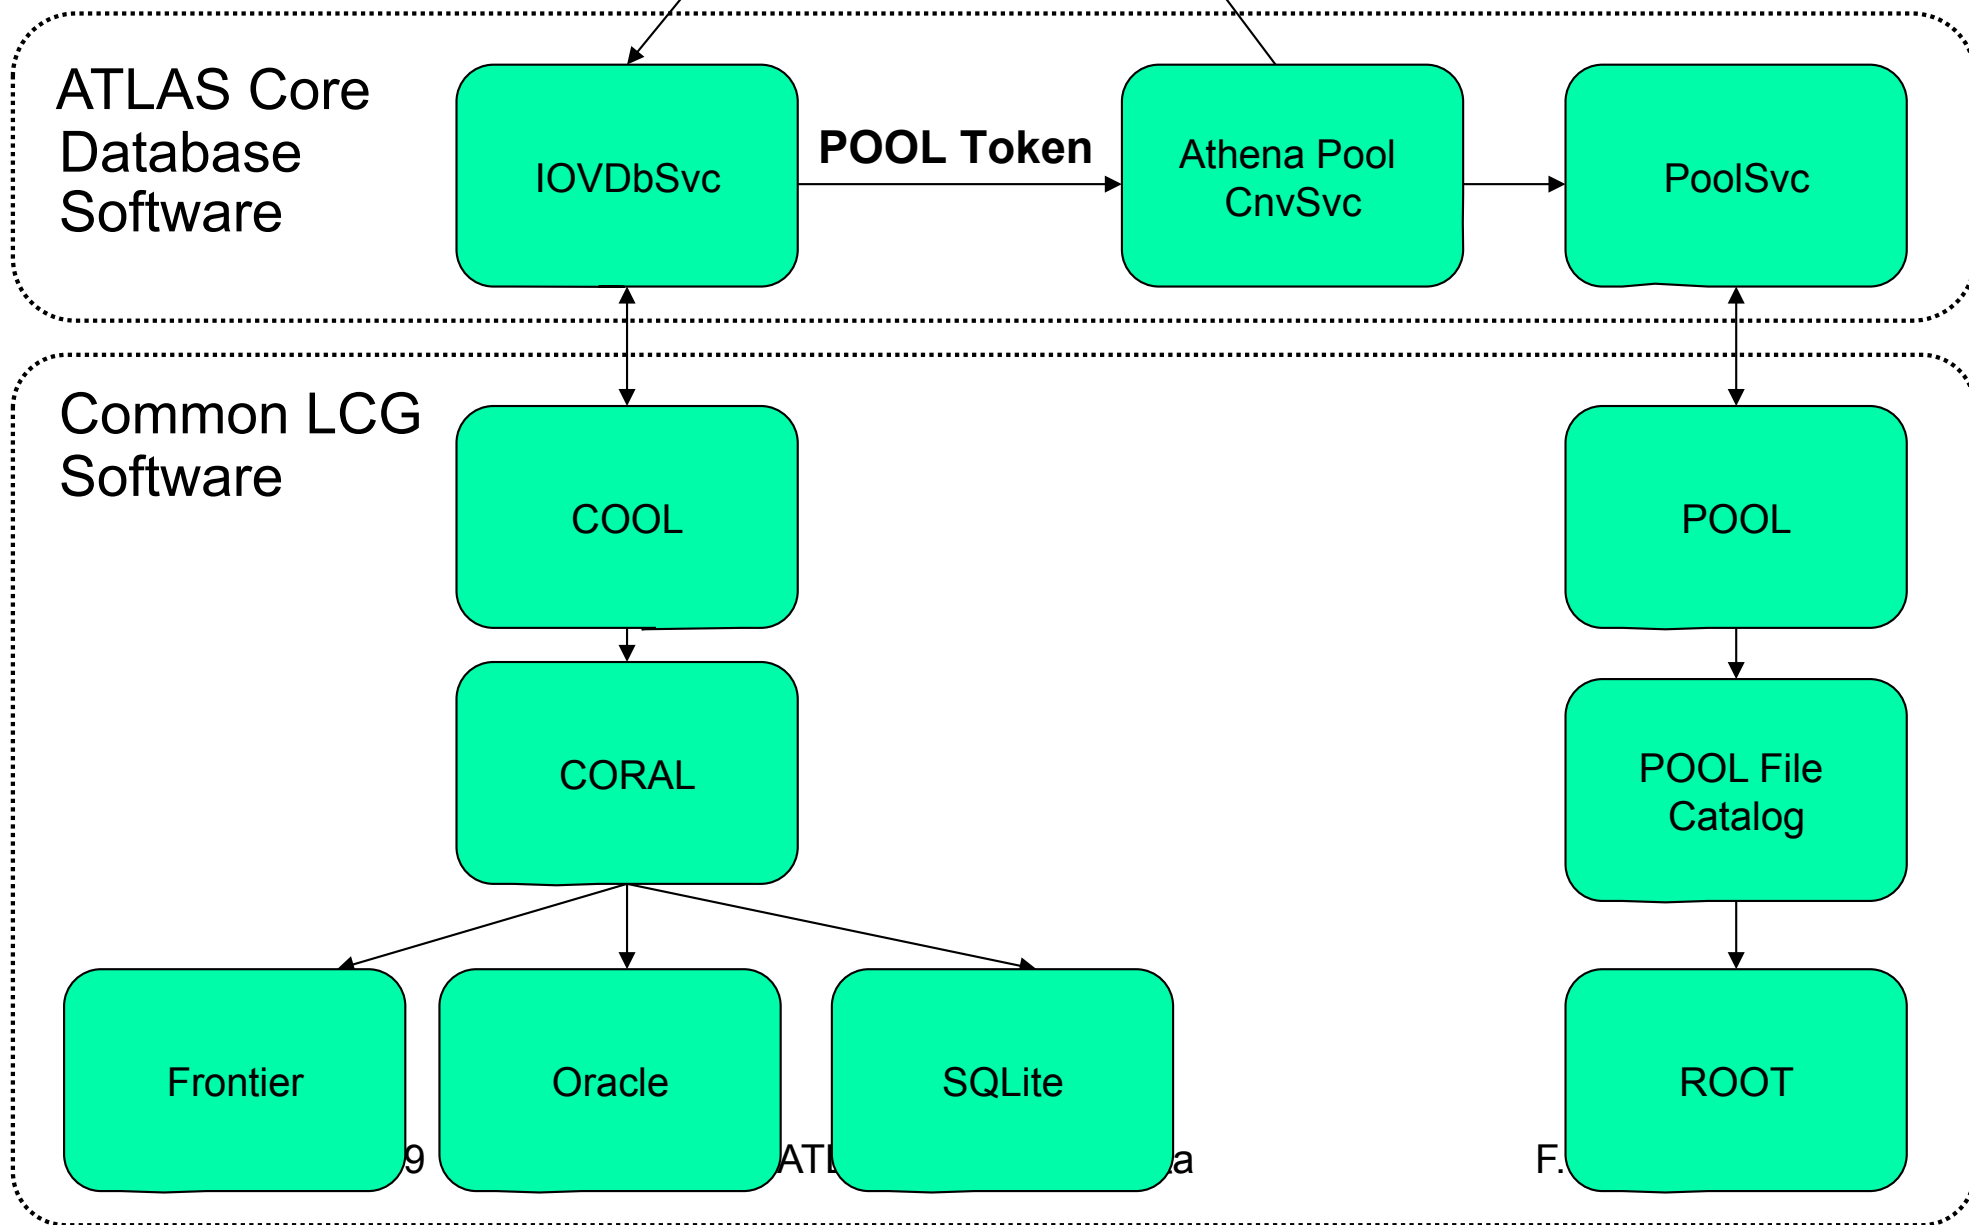 ATLAS Core
Database
Software
IOVDbSvc
POOL Token
Athena Pool
CnvSvc
PoolSvc
Common LCG
Software
COOL
POOL
CORAL
POOL File
Catalog
Frontier
Oracle
SQLite
ROOT
9
F.